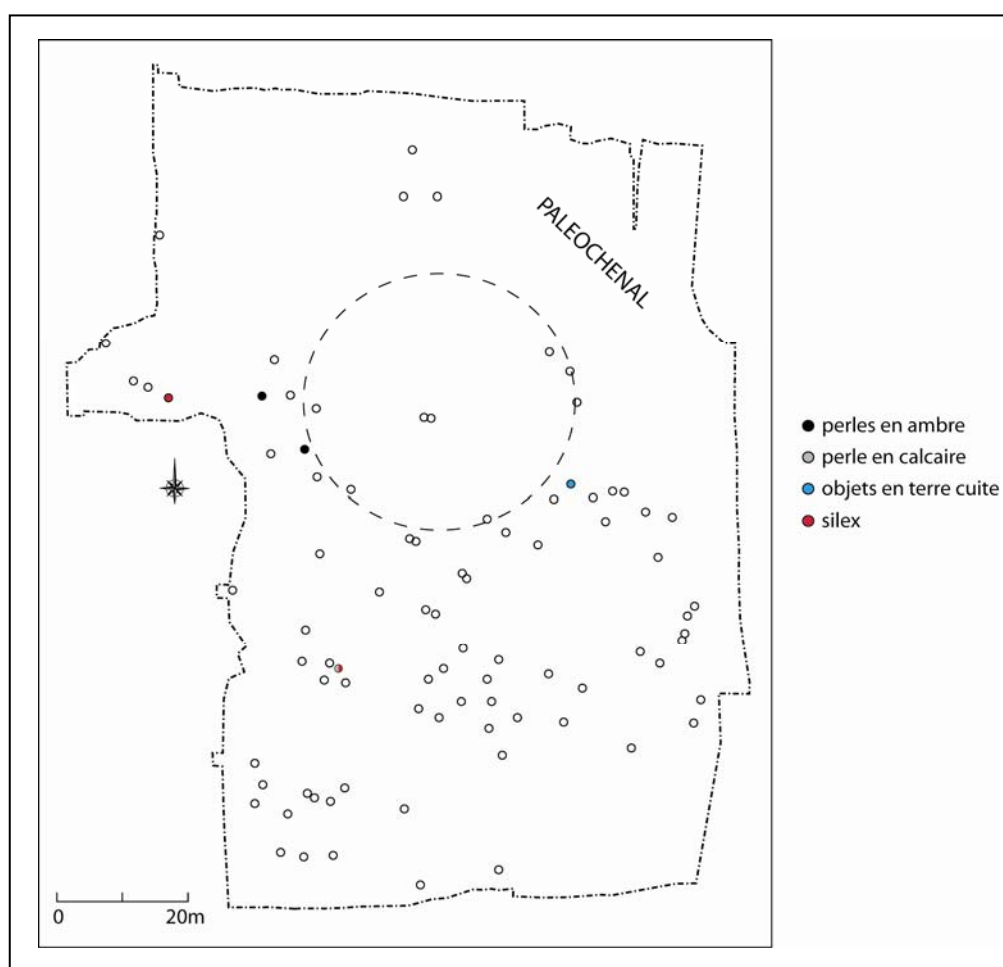 PALEOCHENAL
perles en ambre
perle en calcaire
objets en terre cuite
silex
0 20m